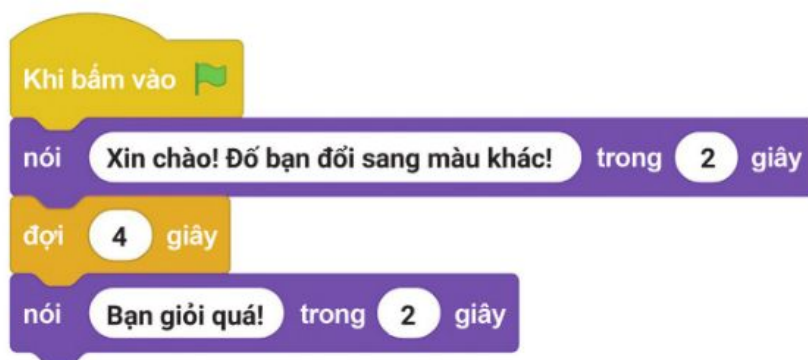 Khi bấm vào
nói Xin chào! Đố bạn đổi sang màu khác! trong 2 giây
đợi 4 giây
nói Bạn giỏi quá! trong 2 giây